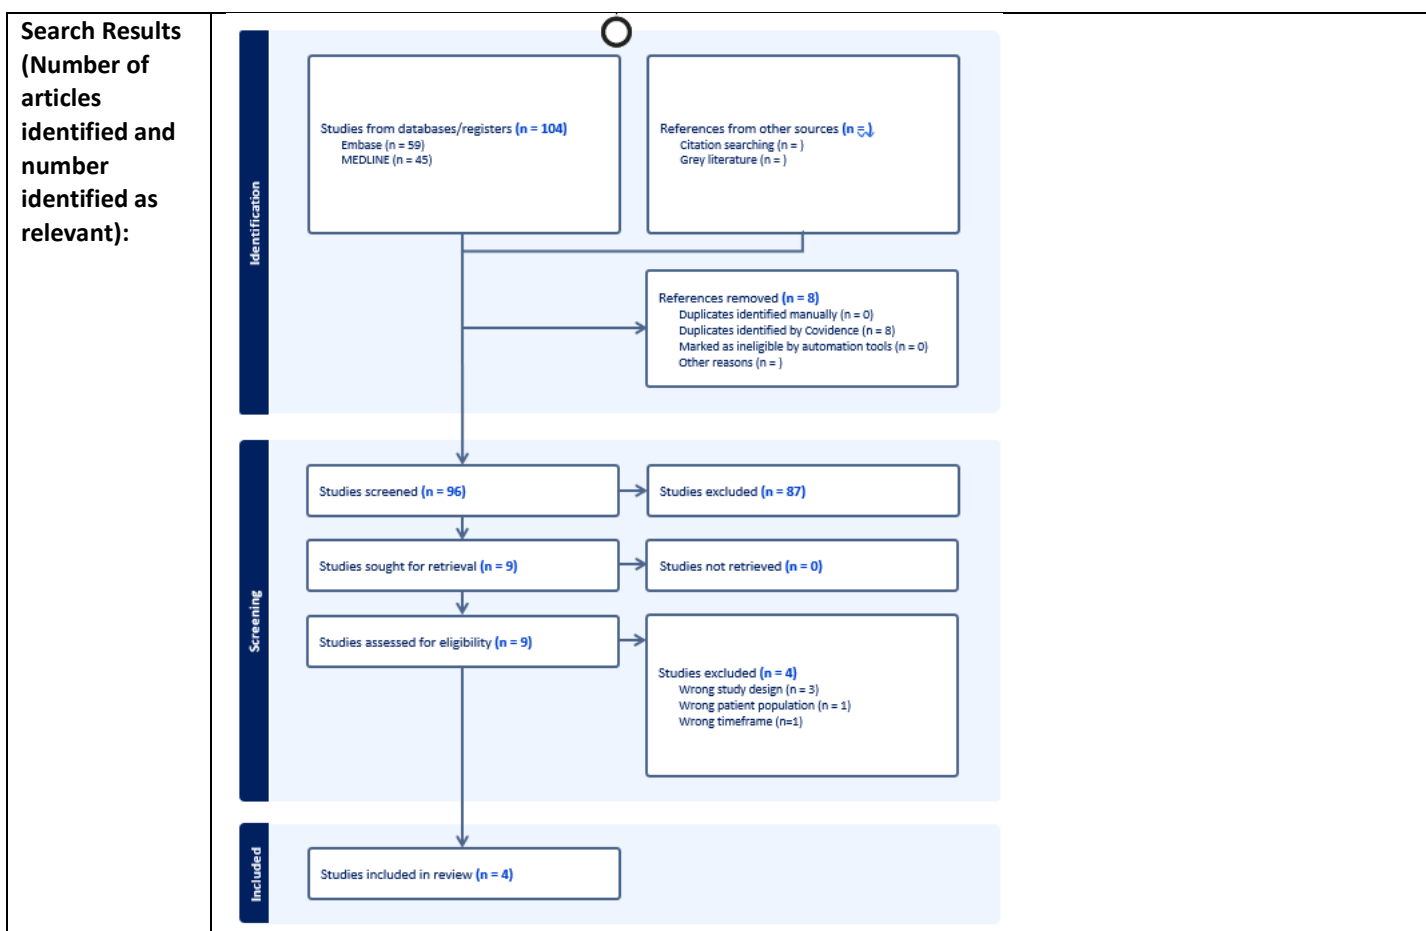 Search Results
(Number of
articles
identified and
number
identified as
relevant):
Identification
Studies from databases/registers (n = 104)
Embase (n = 59)
MEDLINE (n = 45)
References from other sources (n = )
Citation searching (n = )
Grey literature (n = )
References removed (n = 8)
Duplicates identified manually (n = 0)
Duplicates identified by Covidence (n = 8)
Marked as ineligible by automation tools (n = 0)
Other reasons (n = )
Screening
Studies screened (n = 96)
Studies excluded (n = 87)
Studies sought for retrieval (n = 9)
Studies not retrieved (n = 0)
Studies assessed for eligibility (n = 9)
Studies excluded (n = 4)
Wrong study design (n = 3)
Wrong patient population (n = 1)
Wrong timeframe (n=1)
Included
Studies included in review (n = 4)